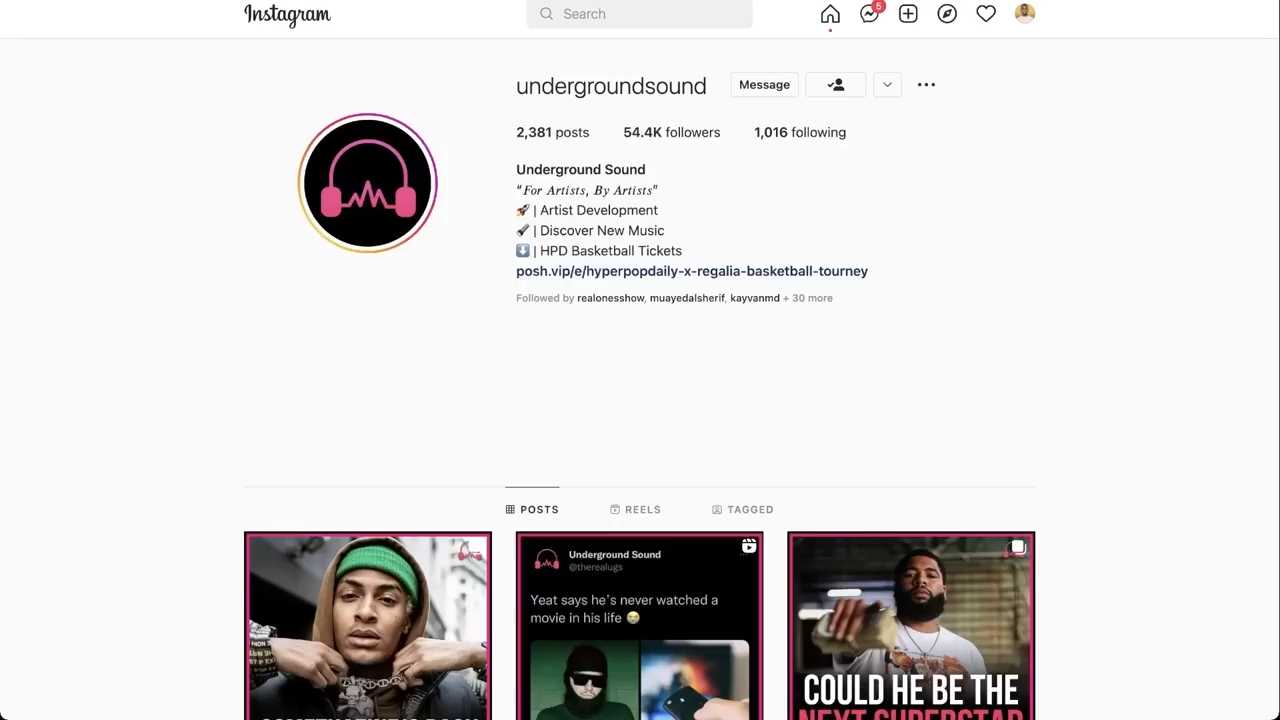 Instagram
Search
5
undergroundsound
Message
2,381 posts 54.4K followers 1,016 following
Underground Sound
"For Artists, By Artists"
| Artist Development
| Discover New Music
| HPD Basketball Tickets
posh.vip/e/hyperpopdaily-x-regalia-basketball-tourney
Followed by realonesshow, muayedalsherif, kayvanmd + 30 more
POSTS REELS TAGGED
Underground Sound
@therealugs
Yeat says he's never watched a
movie in his life 😭
COULD HE BE THE
NEXT SUPERSTAR